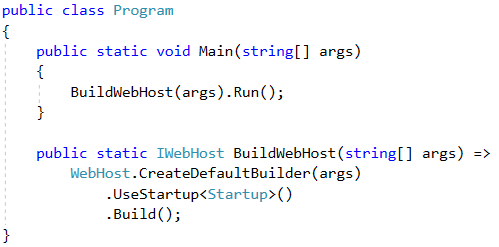 public class Program
{
    public static void Main(string[] args)
    {
        BuildWebHost(args).Run();
    }

    public static IWebHost BuildWebHost(string[] args) =>
        WebHost.CreateDefaultBuilder(args)
            .UseStartup<Startup>()
            .Build();
}